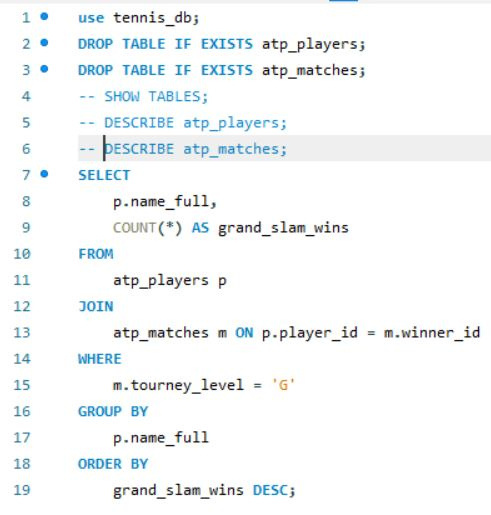 1 use tennis_db;
2 DROP TABLE IF EXISTS atp_players;
3 DROP TABLE IF EXISTS atp_matches;
4 -- SHOW TABLES;
5 -- DESCRIBE atp_players;
6 -- DESCRIBE atp_matches;
7 SELECT
8 p.name_full,
9 COUNT(*) AS grand_slam_wins
10 FROM
11 atp_players p
12 JOIN
13 atp_matches m ON p.player_id = m.winner_id
14 WHERE
15 m.tourney_level = 'G'
16 GROUP BY
17 p.name_full
18 ORDER BY
19 grand_slam_wins DESC;